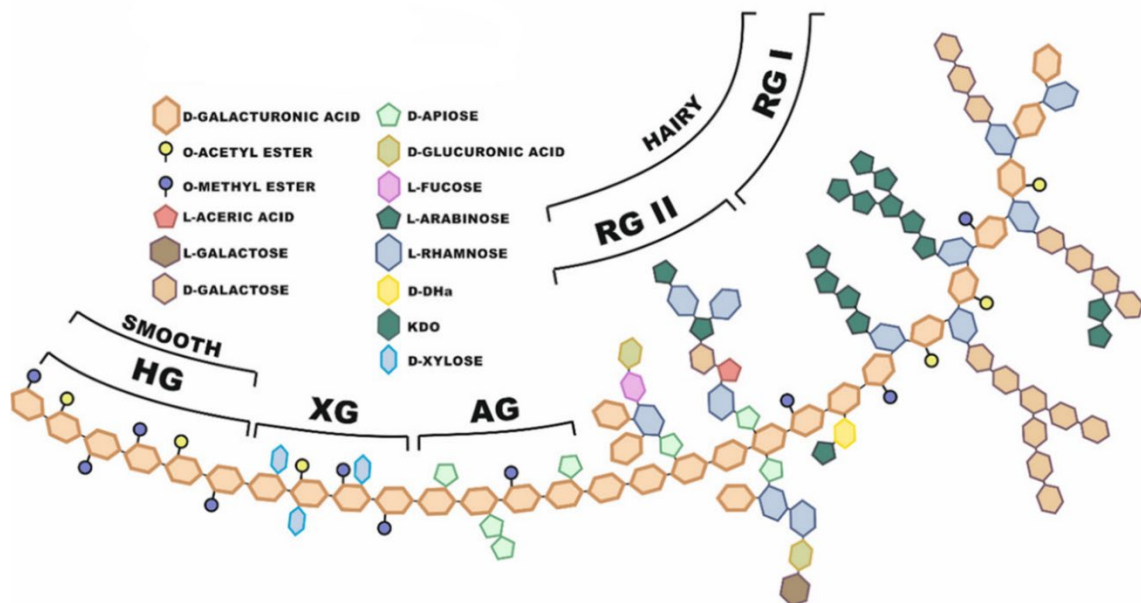 D-GALACTURONIC ACID
O-ACETYL ESTER
O-METHYL ESTER
L-ACERIC ACID
L-GALACTOSE
D-GALACTOSE
D-APIOSE
D-GLUCURONIC ACID
L-FUCOSE
L-ARABINOSE
L-RHAMNOSE
D-DHa
KDO
D-XYLOSE
HAIRY
RG I
RG II
SMOOTH
HG
XG
AG